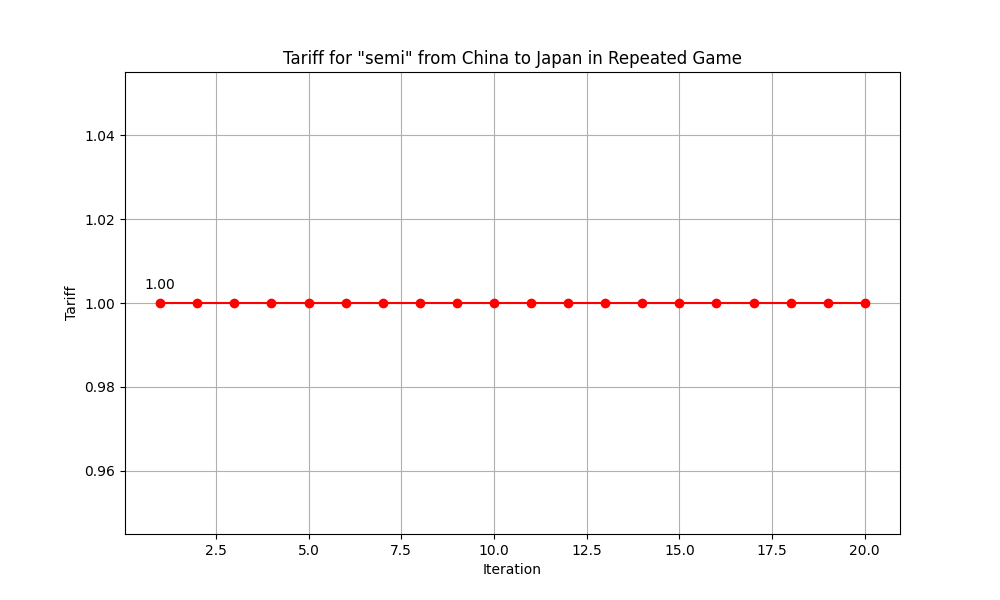 Tariff for "semi" from China to Japan in Repeated Game
1.04
1.02
1.00
1.00
0.98
0.96
Tariff
2.5 5.0 7.5 10.0 12.5 15.0 17.5 20.0
Iteration